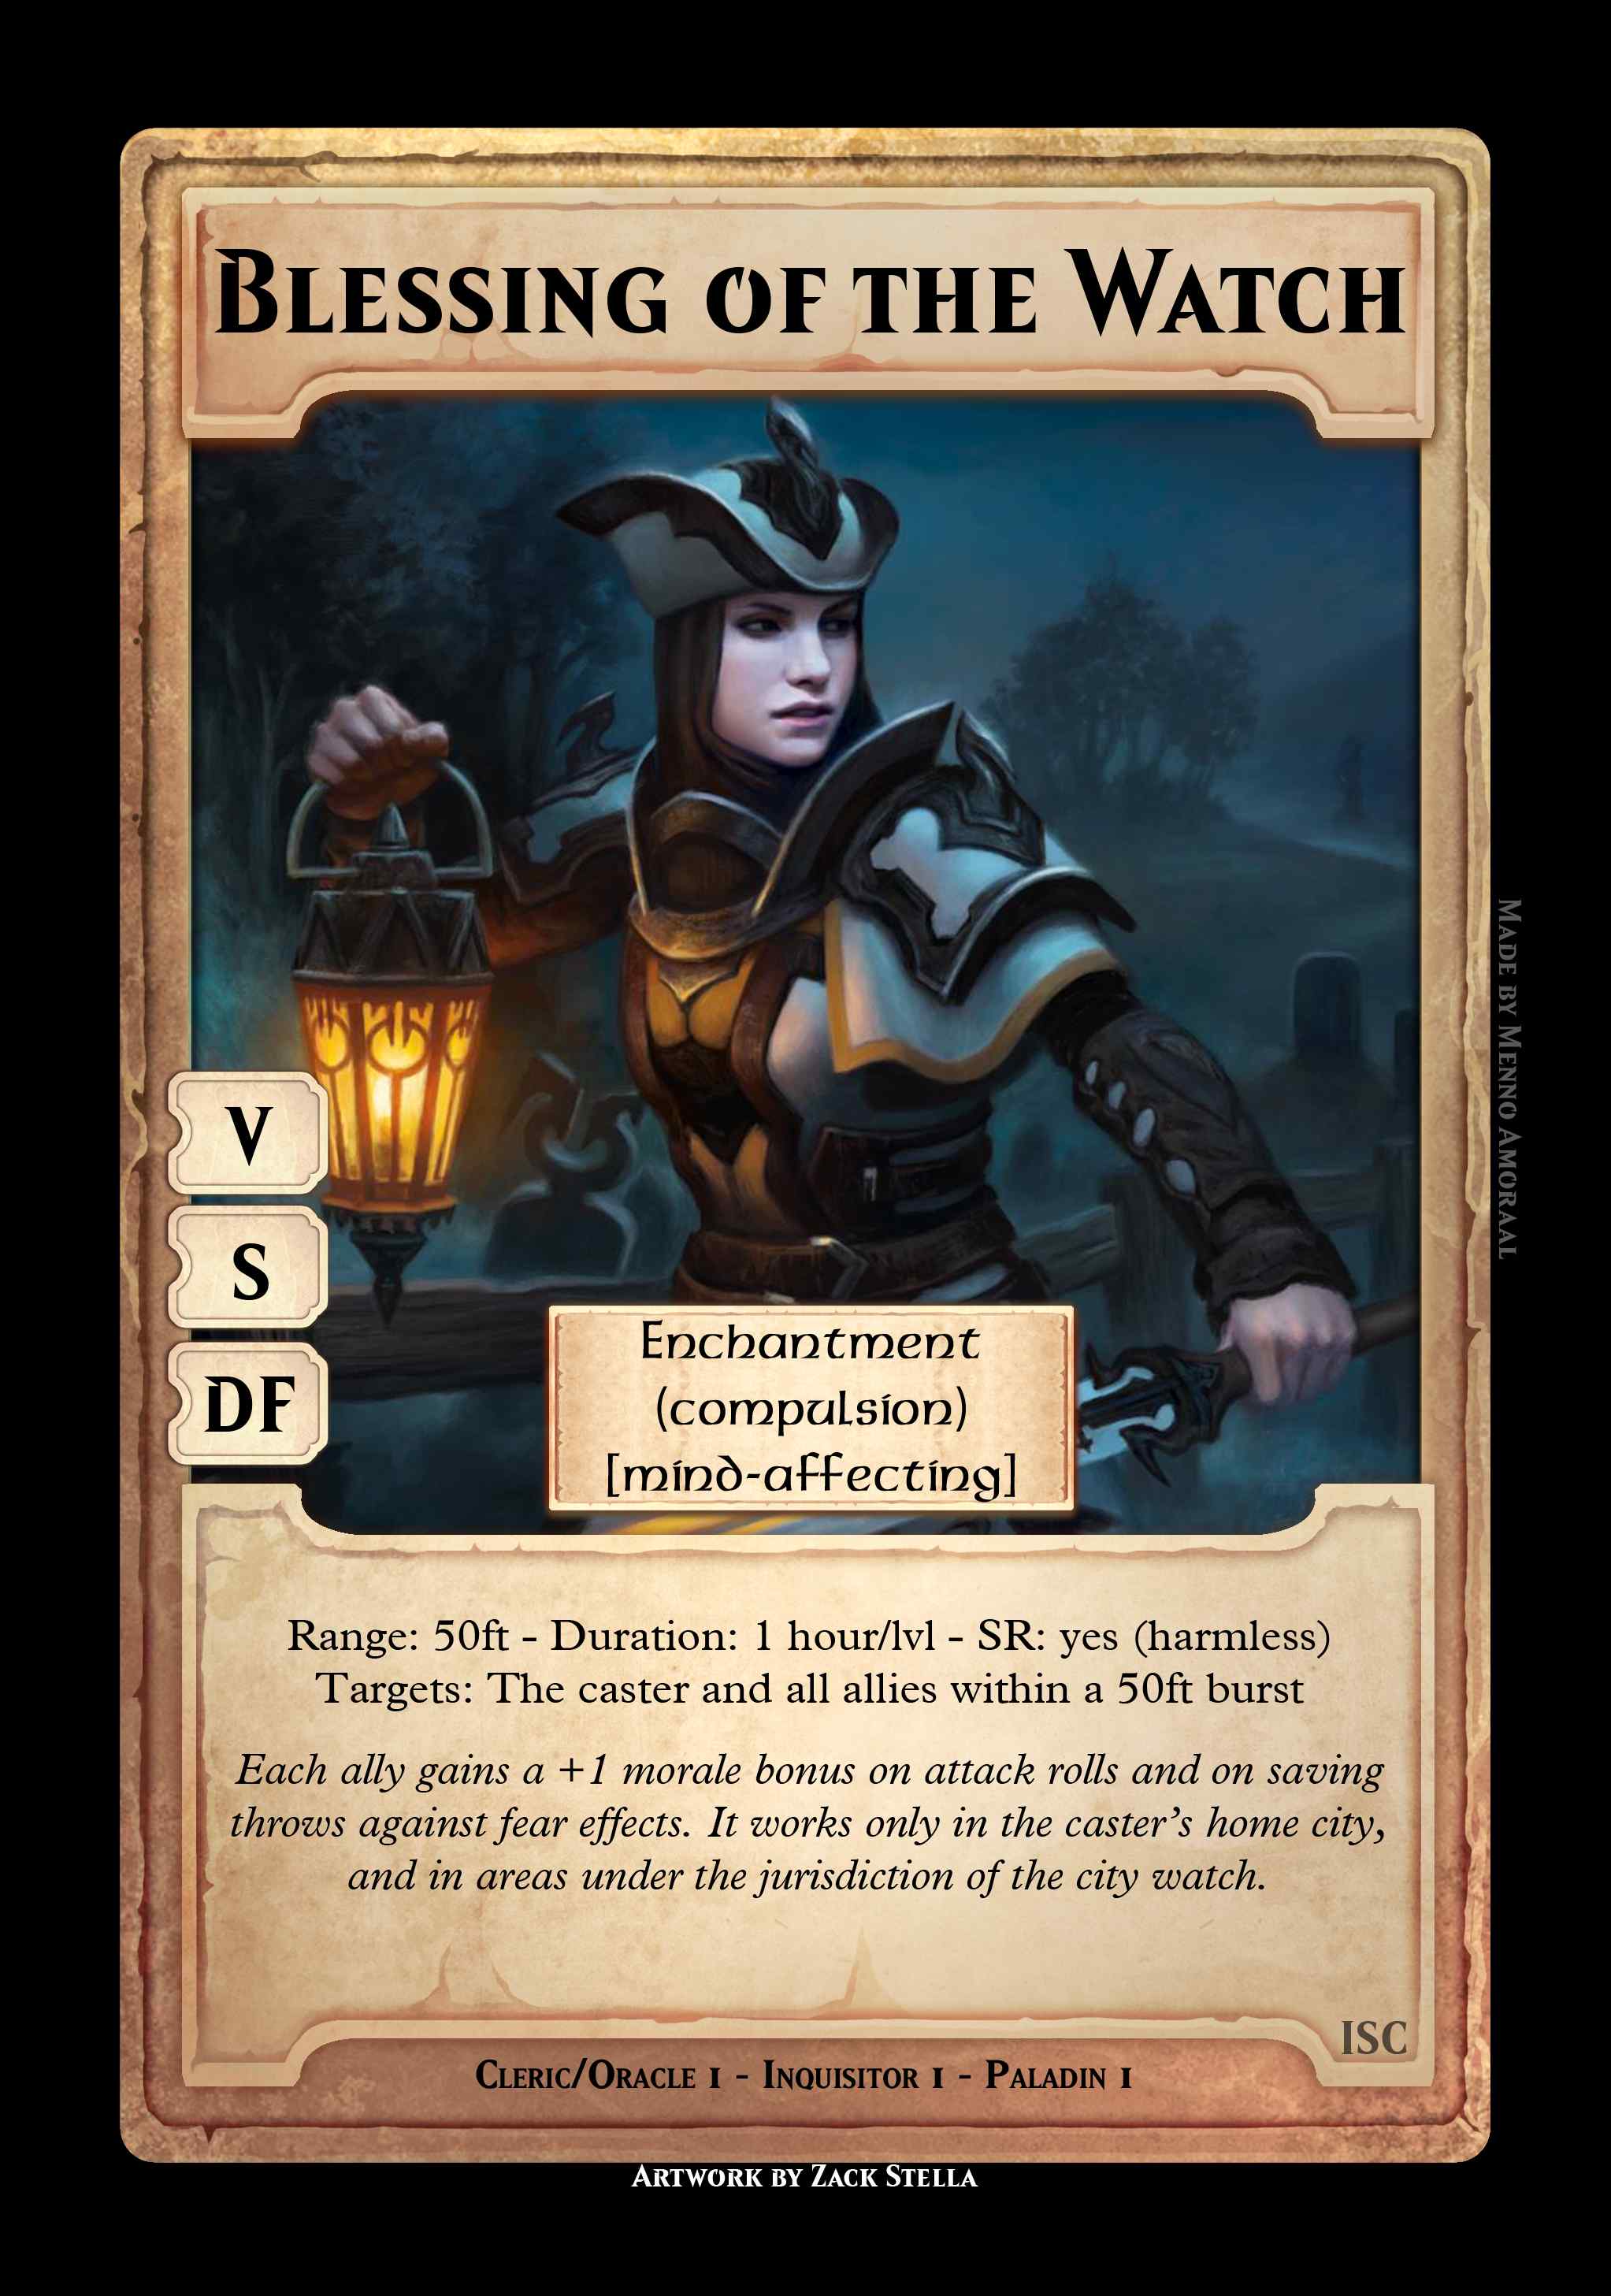 Blessing of the Watch
V
S
DF
Enchantment
(compulsion)
[mind-affecting]
Range: 50ft - Duration: 1 hour/lvl - SR: yes (harmless)
Targets: The caster and all allies within a 50ft burst
Each ally gains a +1 morale bonus on attack rolls and on saving
throws against fear effects. It works only in the caster's home city,
and in areas under the jurisdiction of the city watch.
ISC
Cleric/Oracle 1 - Inquisitor 1 - Paladin 1
Artwork by Zack Stella
Made by Menno Amoraal